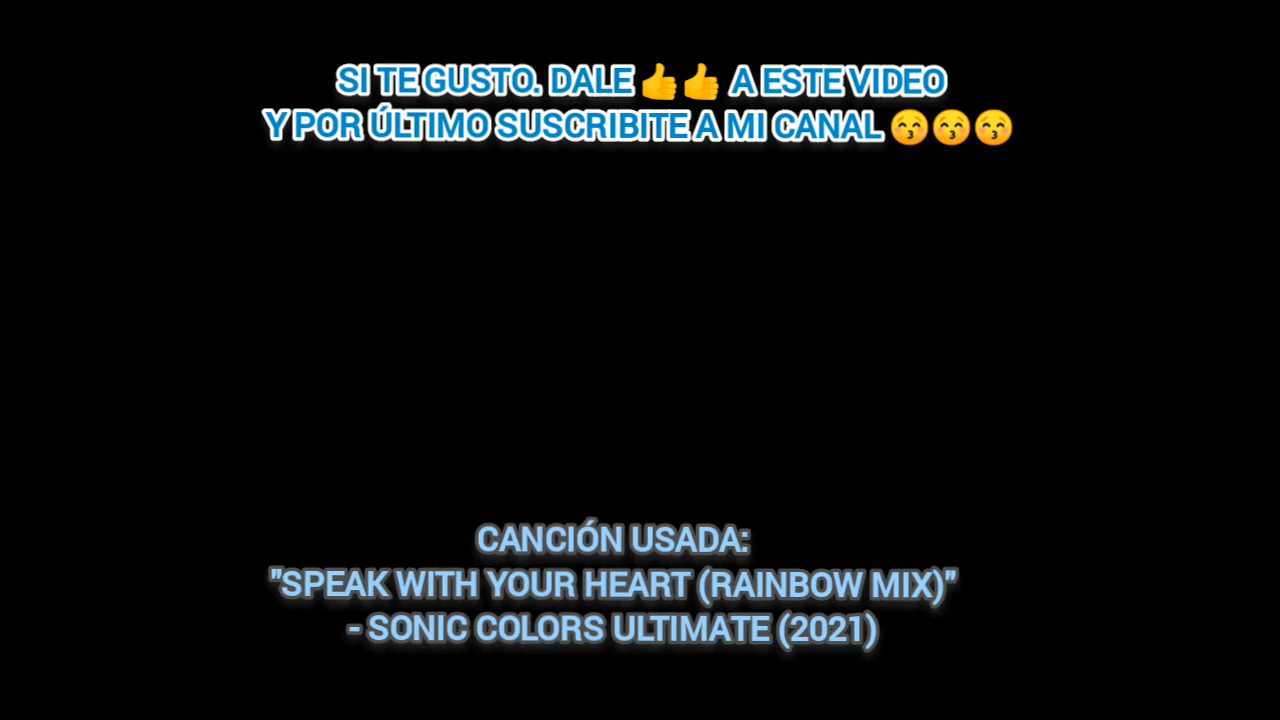 SI TE GUSTO. DALE 👍👍 A ESTE VIDEO
Y POR ÚLTIMO SUSCRIBITE A MI CANAL 😙😙😙
CANCIÓN USADA:
"SPEAK WITH YOUR HEART (RAINBOW MIX)"
- SONIC COLORS ULTIMATE (2021)